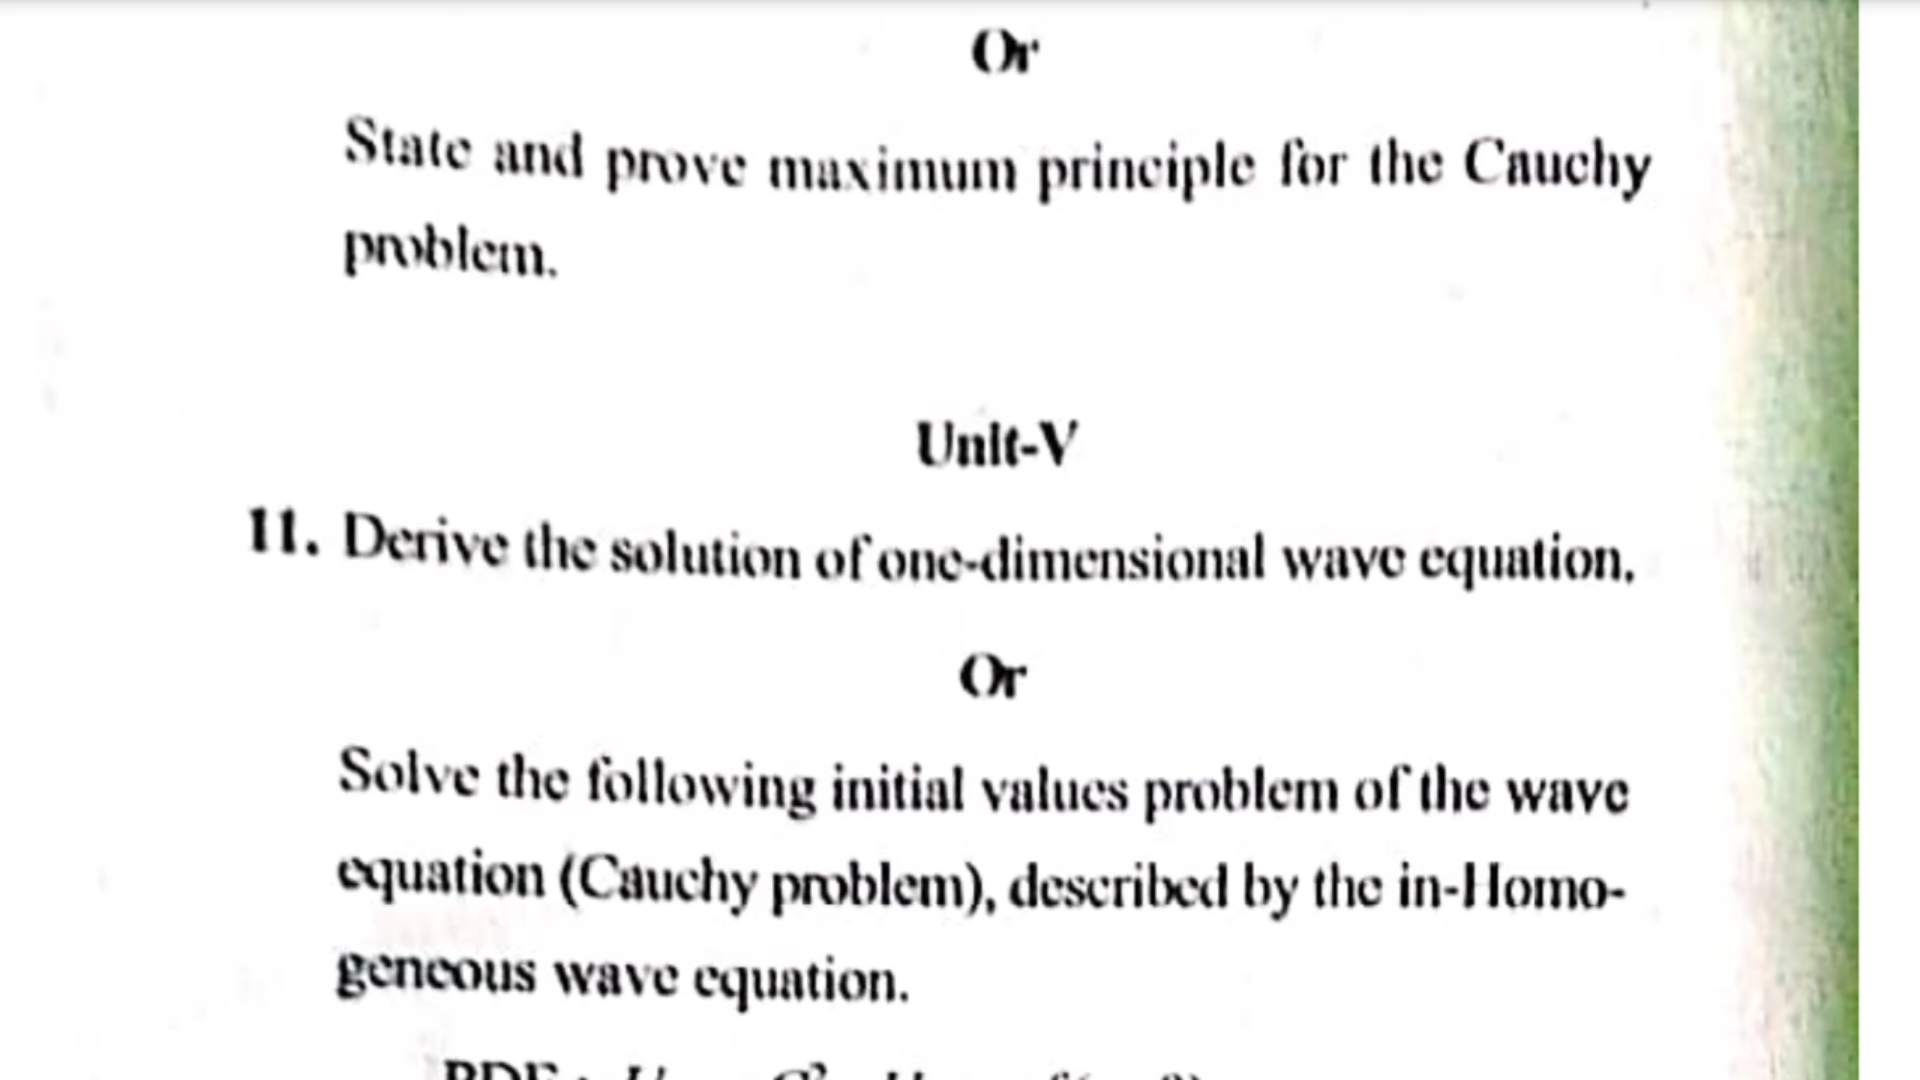 Or
State and prove maximum principle for the Cauchy
problem.
Unit-V
11. Derive the solution of one-dimensional wave equation.
Or
Solve the following initial values problem of the wave
equation (Cauchy problem), described by the in-Homo-
geneous wave equation.
PDE :